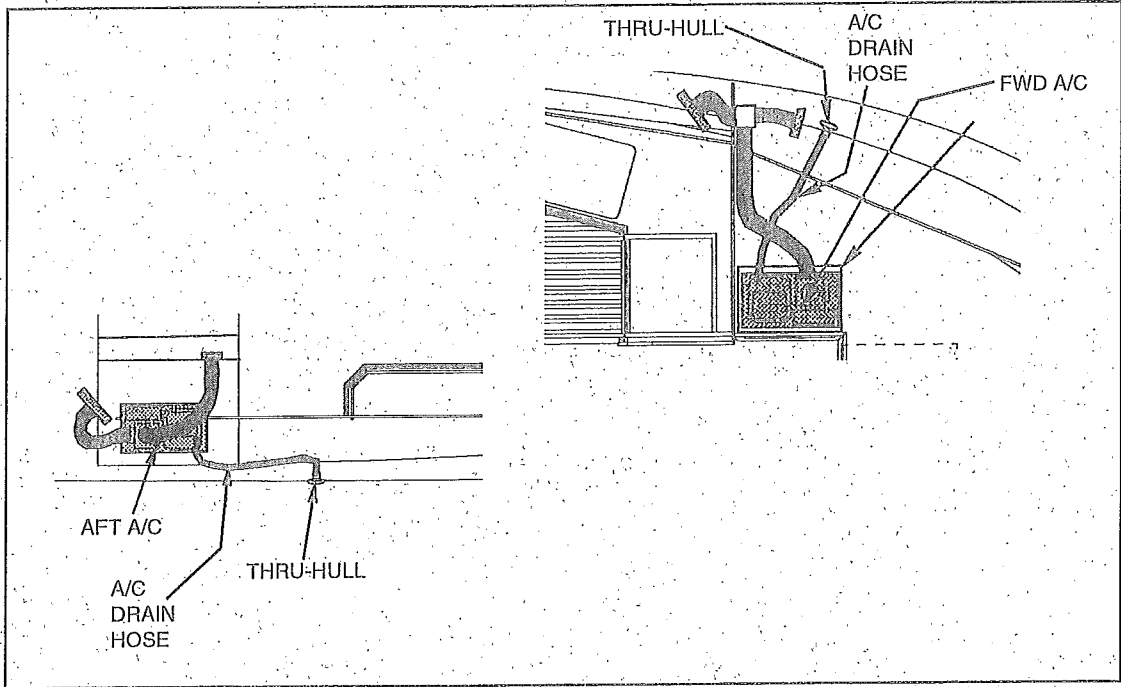 THRU-HULL
A/C
DRAIN
HOSE
FWD A/C
AFT A/C
A/C
DRAIN
HOSE
THRU-HULL